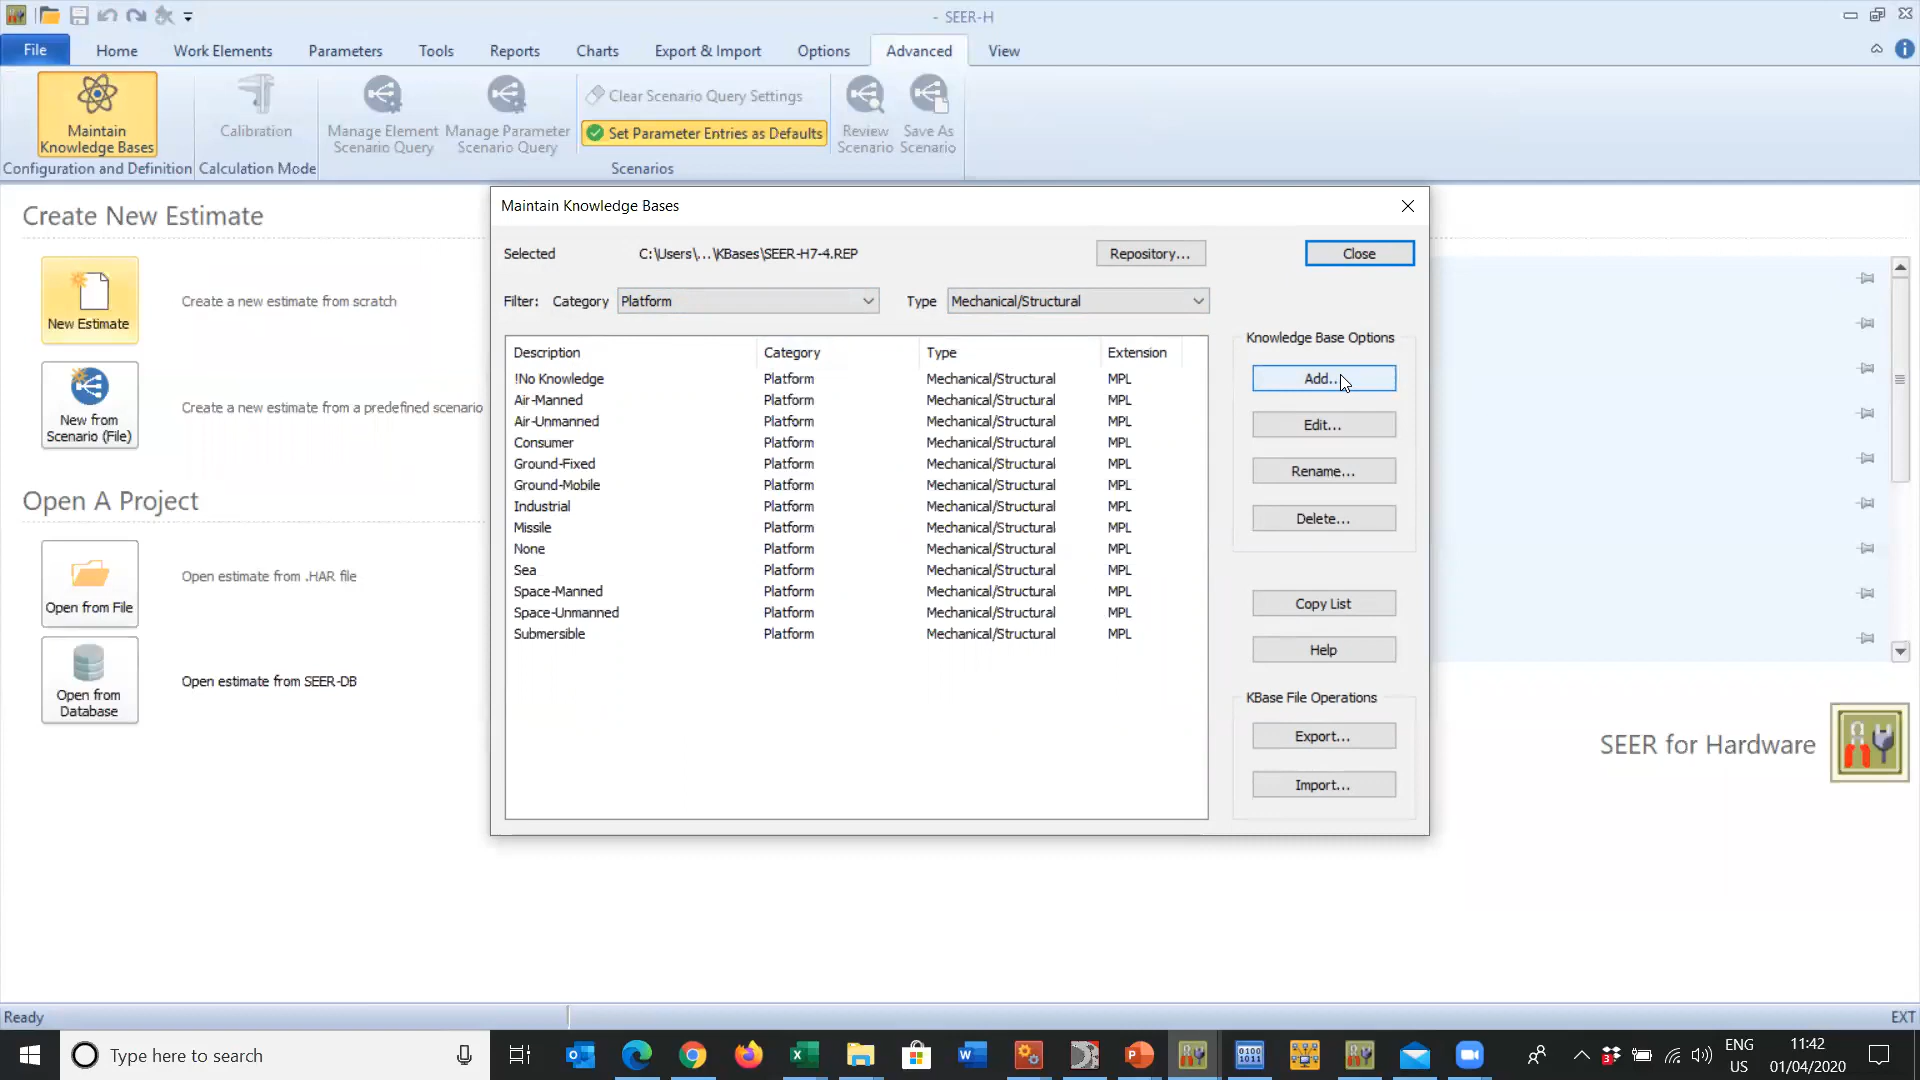 - SEER-H
File Home Work Elements Parameters Tools Reports Charts Export & Import Options Advanced View
Maintain
Knowledge Bases
Calibration
Manage Element
Scenario Query
Manage Parameter
Scenario Query
Clear Scenario Query Settings
Set Parameter Entries as Defaults
Review
Scenario
Save As
Scenario
Configuration and Definition Calculation Mode Scenarios
Create New Estimate
New Estimate
Create a new estimate from scratch
New from
Scenario (File)
Create a new estimate from a predefined scenario
Open A Project
Open from File
Open estimate from .HAR file
Open from
Database
Open estimate from SEER-DB
Maintain Knowledge Bases
Selected C:\Users\...\KBases\SEER-H7-4.REP Repository... Close
Filter: Category Platform Type Mechanical/Structural
Description Category Type Extension
!No Knowledge Platform Mechanical/Structural MPL
Air-Manned Platform Mechanical/Structural MPL
Air-Unmanned Platform Mechanical/Structural MPL
Consumer Platform Mechanical/Structural MPL
Ground-Fixed Platform Mechanical/Structural MPL
Ground-Mobile Platform Mechanical/Structural MPL
Industrial Platform Mechanical/Structural MPL
Missile Platform Mechanical/Structural MPL
None Platform Mechanical/Structural MPL
Sea Platform Mechanical/Structural MPL
Space-Manned Platform Mechanical/Structural MPL
Space-Unmanned Platform Mechanical/Structural MPL
Submersible Platform Mechanical/Structural MPL
Knowledge Base Options
Add...
Edit...
Rename...
Delete...
Copy List
Help
KBase File Operations
Export...
Import...
SEER for Hardware
Ready EXT
Type here to search
ENG
US
11:42
01/04/2020